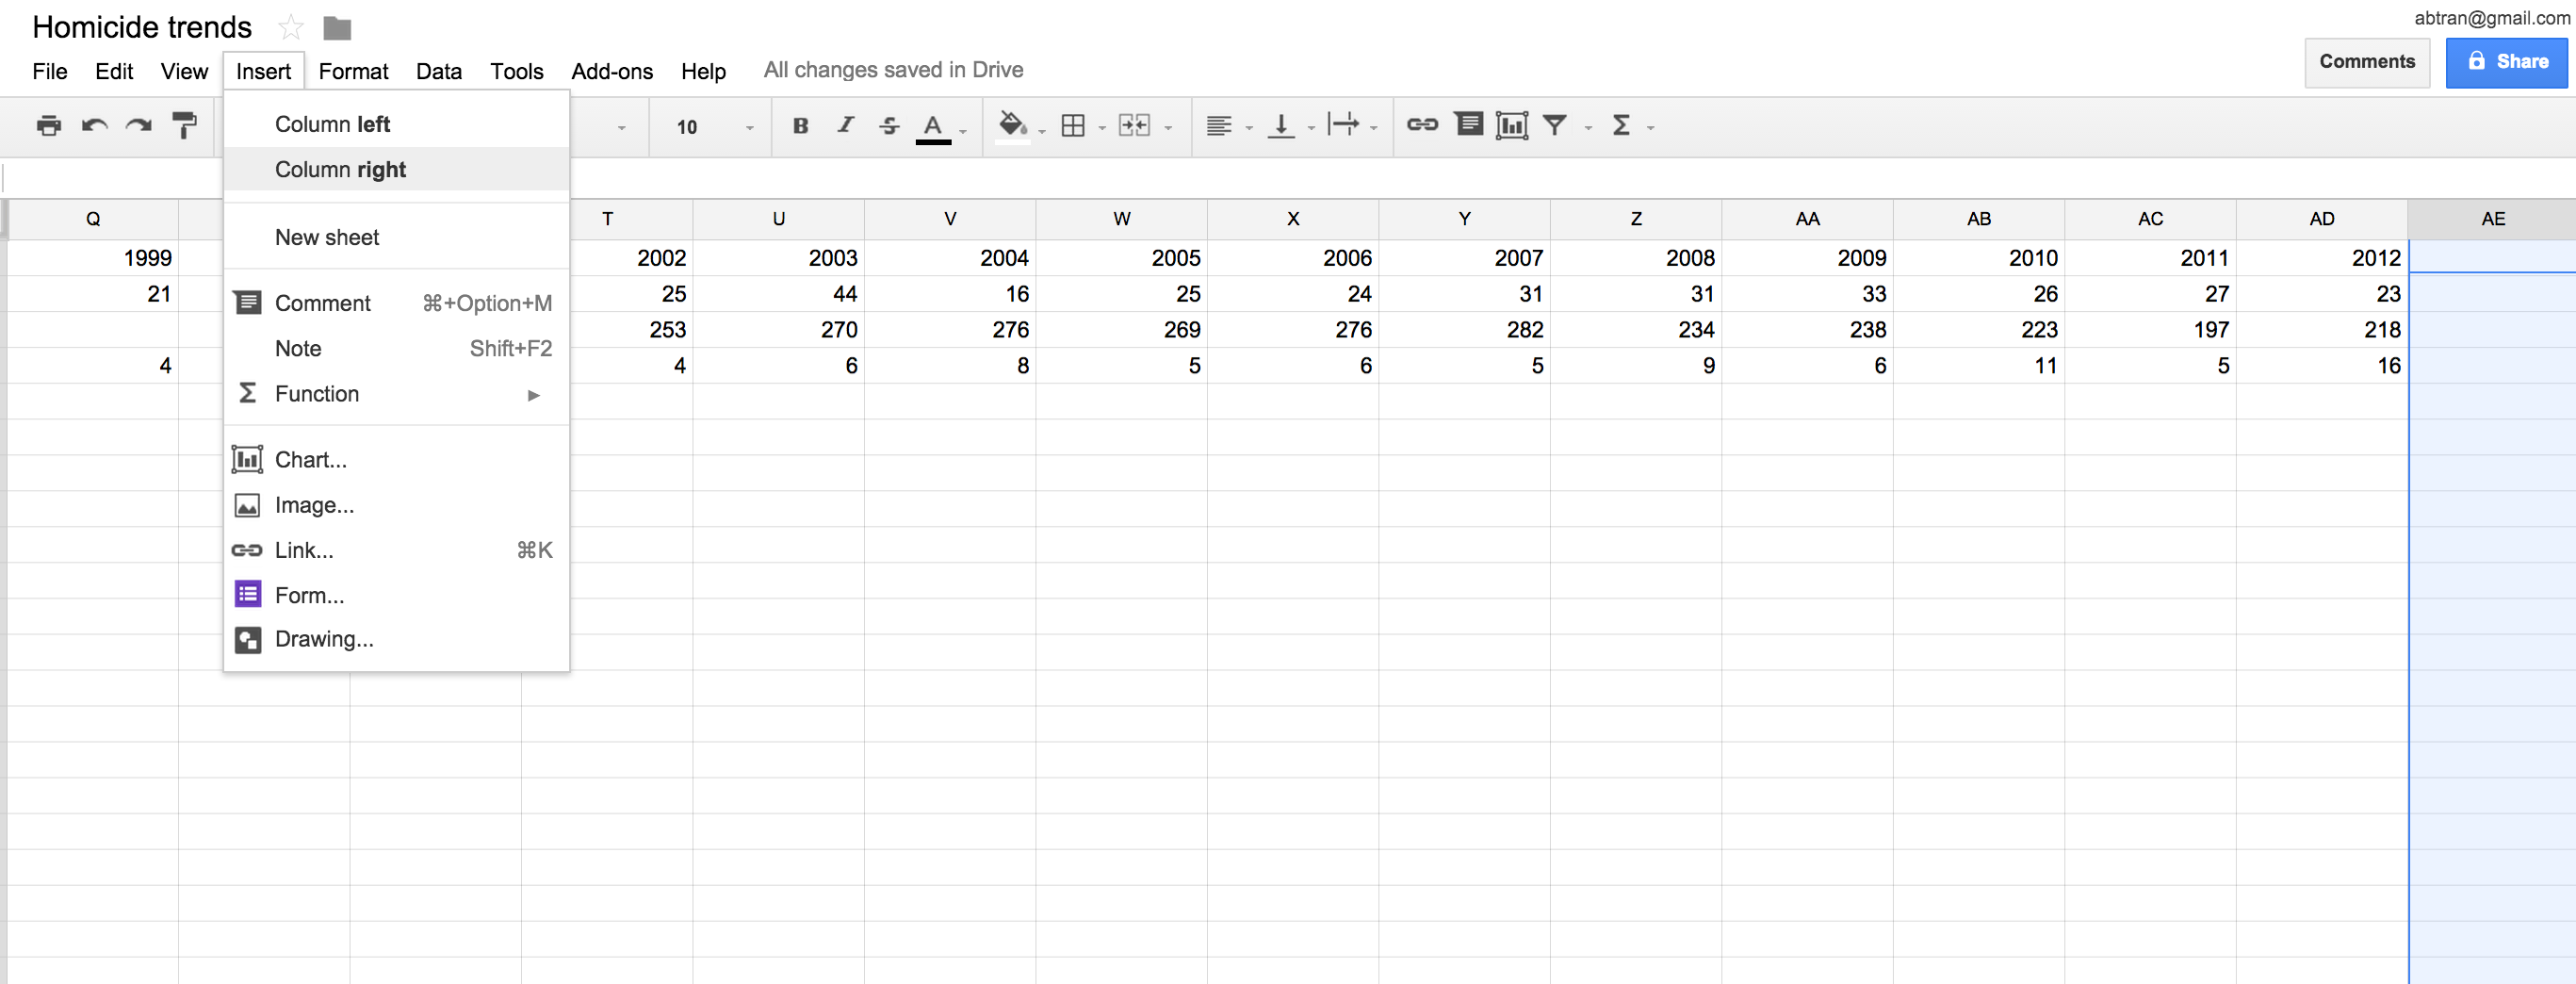 Homicide trends
abtran@gmail.com
File Edit View Insert Format Data Tools Add-ons Help All changes saved in Drive
Comments Share
10 B I S A Σ
Column left
Column right
New sheet
Comment ⌘+Option+M
Note Shift+F2
Σ Function ►
Chart...
Image...
Link... ⌘K
Form...
Drawing...
Q T U V W X Y Z AA AB AC AD AE
1999 2002 2003 2004 2005 2006 2007 2008 2009 2010 2011 2012
21 25 44 16 25 24 31 31 33 26 27 23
253 270 276 269 276 282 234 238 223 197 218
4 4 6 8 5 6 5 9 6 11 5 16